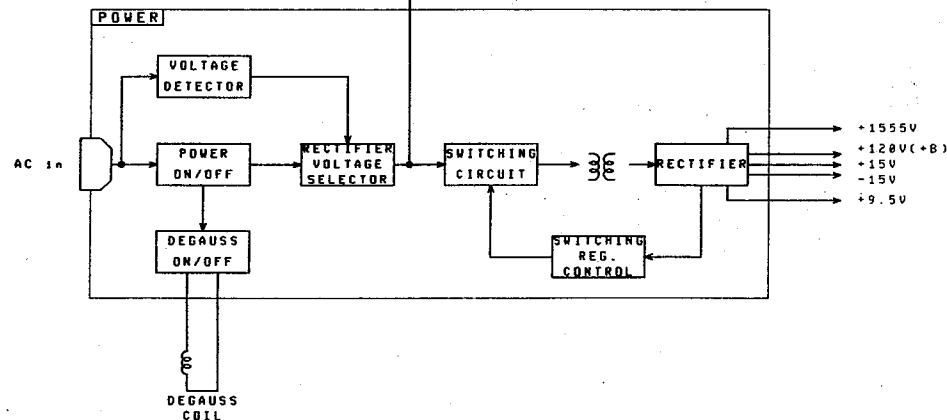 POWER
VOLTAGE
DETECTOR
AC in
POWER
ON/OFF
RECTIFIER
VOLTAGE
SELECTOR
SWITCHING
CIRCUIT
RECTIFIER
+1555V
+120V(+B)
+15V
-15V
+9.5V
DEGAUSS
ON/OFF
SWITCHING
REG.
CONTROL
DEGAUSS
COIL